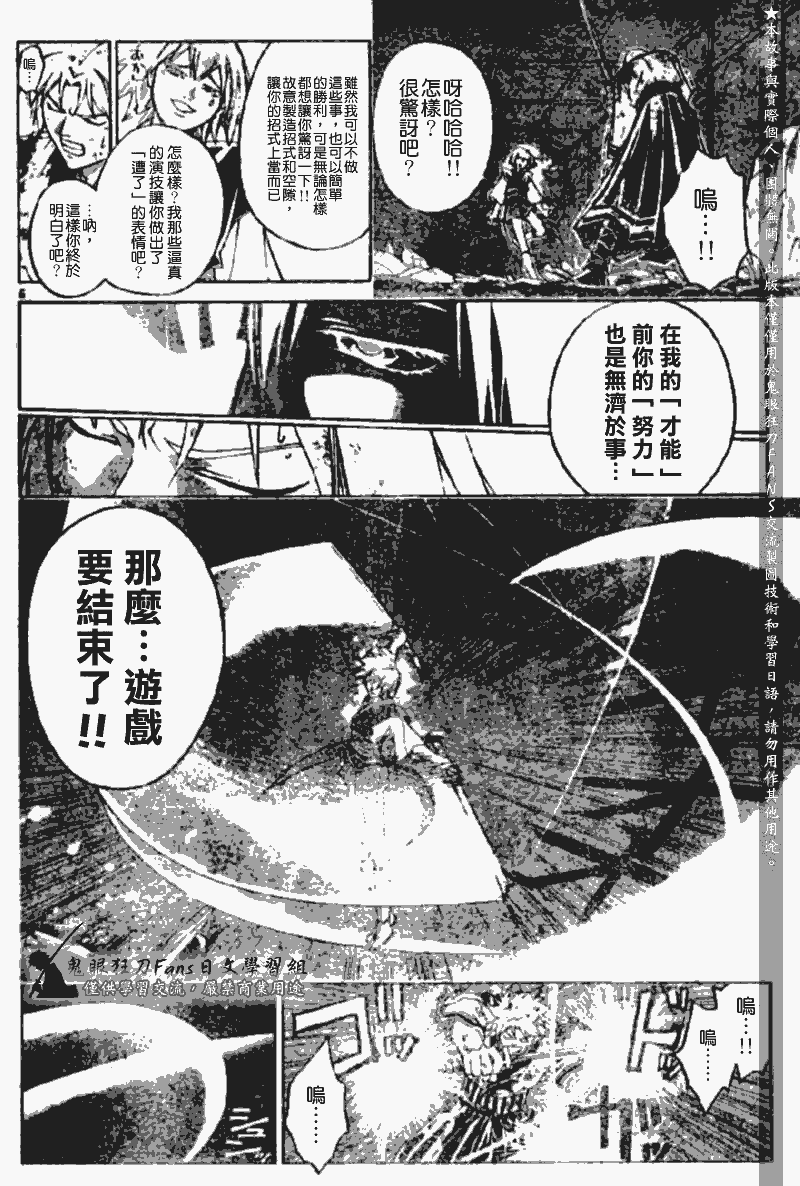 ★本故事與實際個人、團體無關。此版本僅僅用於鬼眼狂刀FANS交流製圖技術和學習日語，請勿用作其他用途。
呀哈哈哈!!
怎樣？
很驚訝吧？
嗚…!!
雖然我可以不做
這些事，也可以簡單
的勝利，可是無論怎樣
都想讓你驚訝一下!!
故意製造招式和空隙，
讓你的招式上當而已
怎麼樣？我那些逼真
的演技讓你做出了
「遭了」的表情吧？
嗚…
…吶，
這樣你終於
明白了吧？
6
在我的「才能」
前你的「努力」
也是無濟於事…
那麼…遊戲
要結束了!!
鬼眼狂刀Fans日文學習組
僅供學習交流，嚴禁商業用途
嗚…!!
嗚……
嗚……